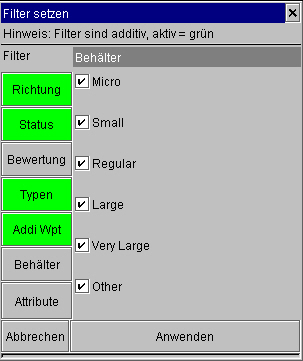 Filter setzen
Hinweis: Filter sind additiv, aktiv = grün
Filter
Behälter
Richtung
Status
Bewertung
Typen
Addi Wpt
Behälter
Attribute
Micro
Small
Regular
Large
Very Large
Other
Abbrechen
Anwenden